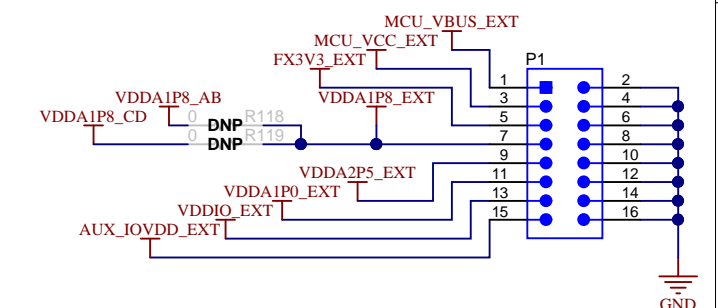 MCU_VBUS_EXT
MCU_VCC_EXT
FX3V3_EXT
P1
1 2
3 4
VDDA1P8_AB VDDA1P8_EXT
VDDA1P8_CD 0 DNP R118 5 6
0 DNP R119 7 8
VDDA2P5_EXT 9 10
VDDA1P0_EXT 11 12
VDDIO_EXT 13 14
AUX_IOVDD_EXT 15 16
GND